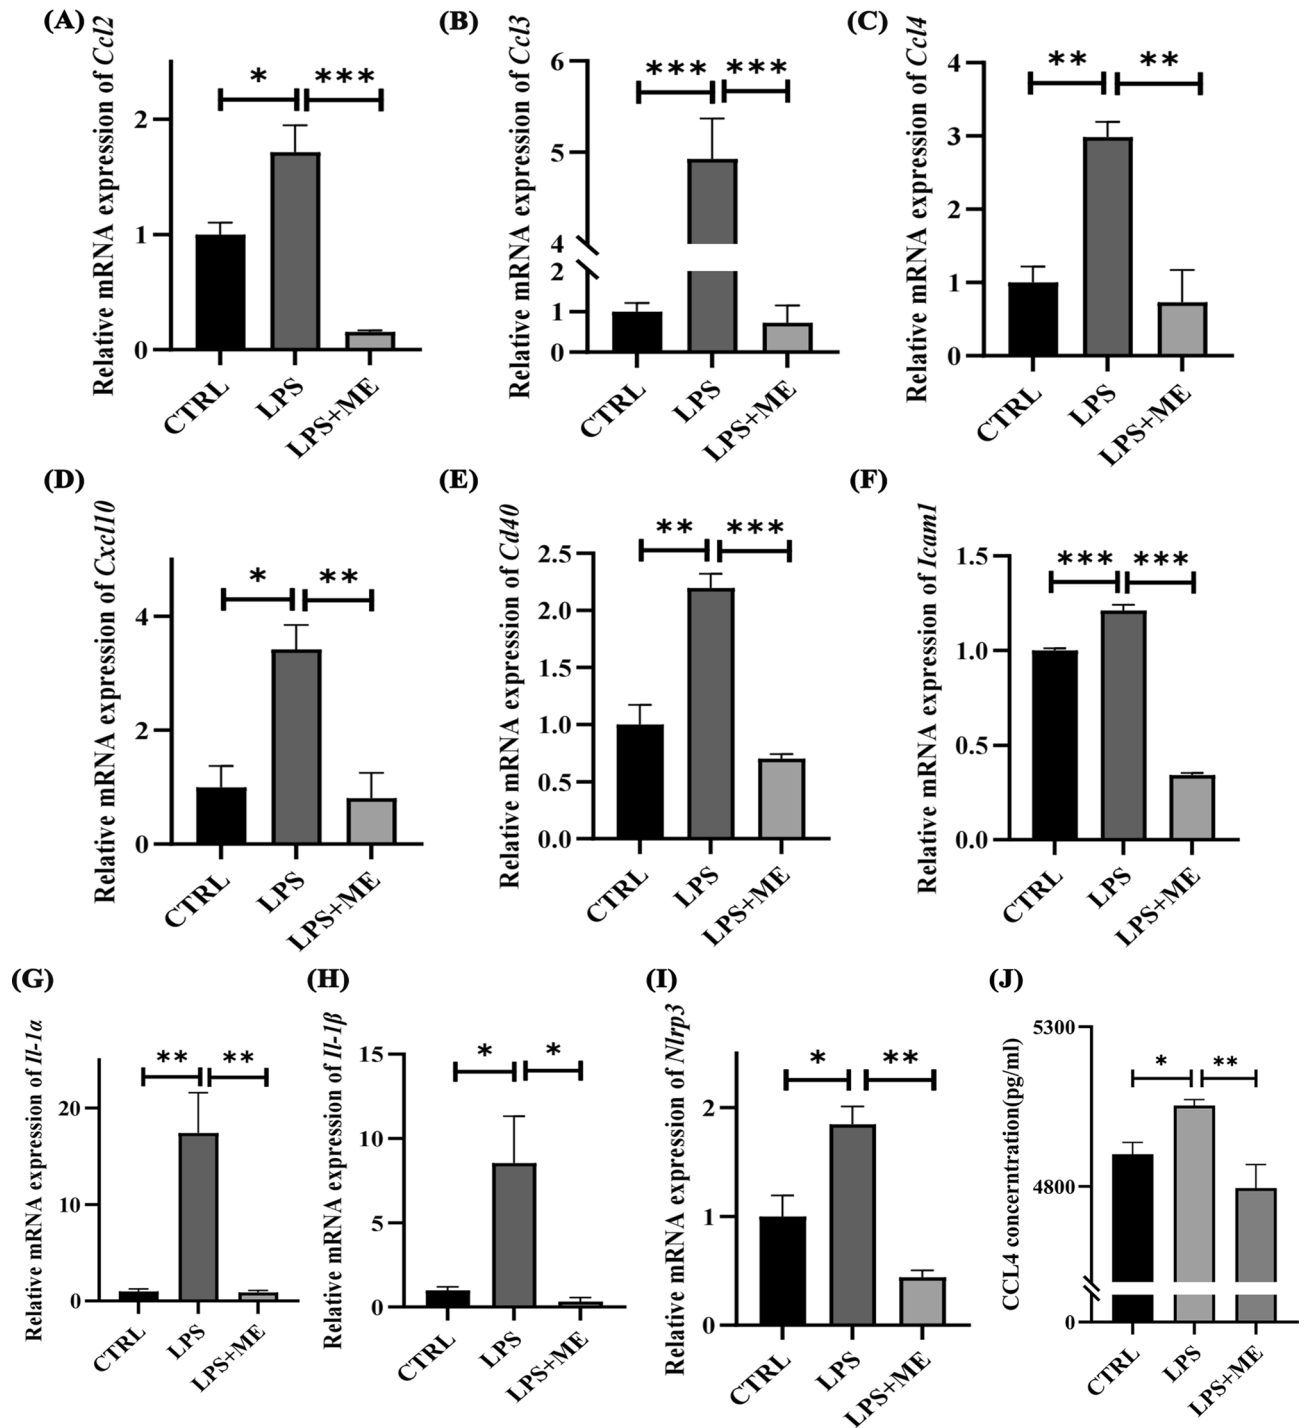 (A)
Relative mRNA expression of Ccl2
* ***
2
1
0
CTRL
LPS
LPS+ME
(B)
Relative mRNA expression of Ccl3
*** ***
6
5
4
2
1
0
CTRL
LPS
LPS+ME
(C)
Relative mRNA expression of Ccl4
** **
4
3
2
1
0
CTRL
LPS
LPS+ME
(D)
Relative mRNA expression of Cxcl10
* **
4
2
0
CTRL
LPS
LPS+ME
(E)
Relative mRNA expression of Cd40
** ***
2.5
2.0
1.5
1.0
0.5
0.0
CTRL
LPS
LPS+ME
(F)
Relative mRNA expression of Icam1
*** ***
1.5
1.0
0.5
0.0
CTRL
LPS
LPS+ME
(G)
Relative mRNA expression of Il-1α
** **
20
10
0
CTRL
LPS
LPS+ME
(H)
Relative mRNA expression of Il-1β
* *
15
10
5
0
CTRL
LPS
LPS+ME
(I)
Relative mRNA expression of Nlrp3
* **
2
1
0
CTRL
LPS
LPS+ME
(J)
CCL4 concerntration(pg/ml)
* **
5300
4800
0
CTRL
LPS
LPS+ME